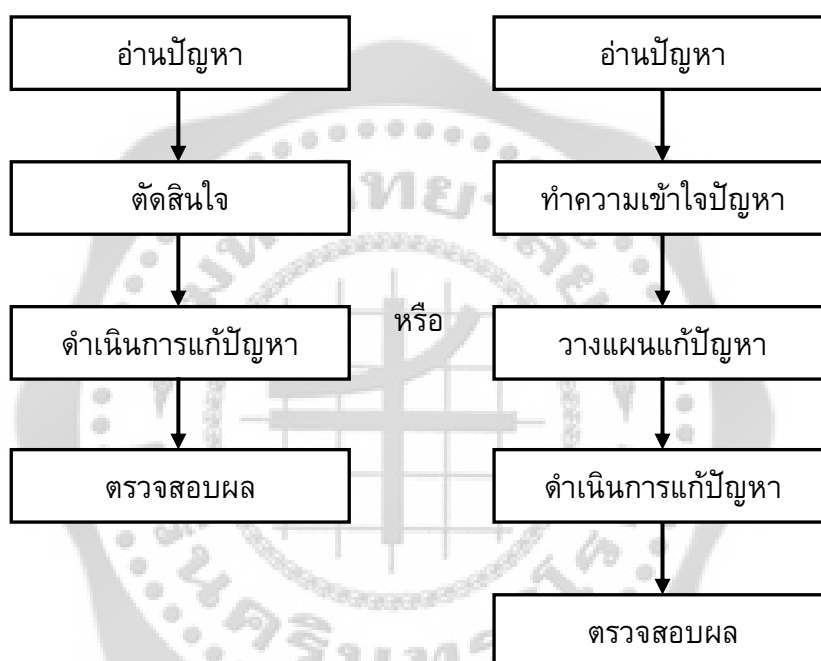 อ่านปัญหา
ตัดสินใจ
ดำเนินการแก้ปัญหา
ตรวจสอบผล
หรือ
อ่านปัญหา
ทำความเข้าใจปัญหา
วางแผนแก้ปัญหา
ดำเนินการแก้ปัญหา
ตรวจสอบผล